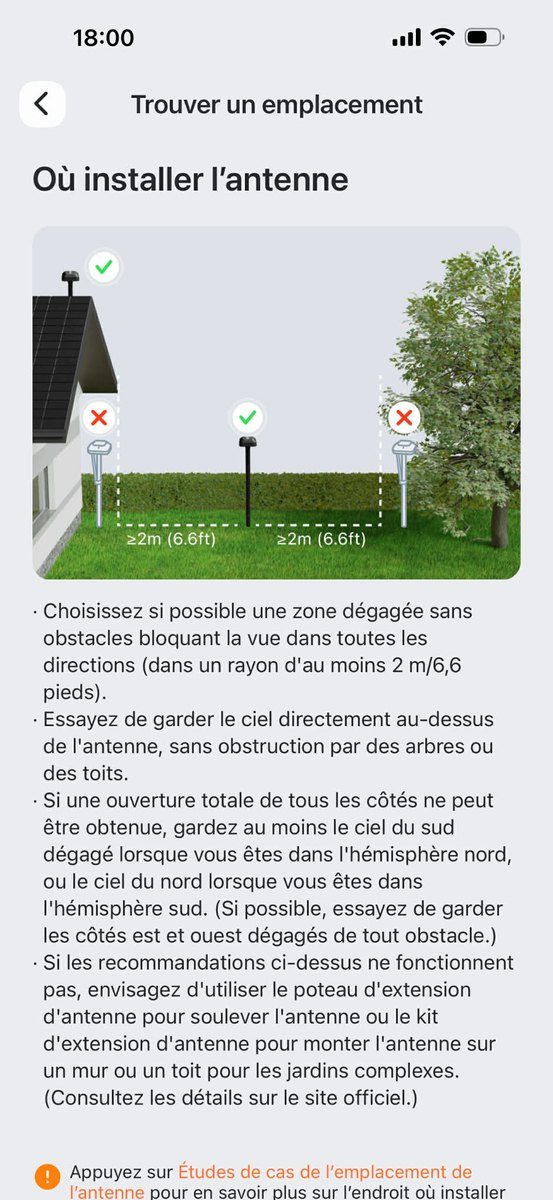 18:00
Trouver un emplacement
Où installer l’antenne
≥2m (6.6ft)
≥2m (6.6ft)
· Choisissez si possible une zone dégagée sans
obstacles bloquant la vue dans toutes les
directions (dans un rayon d'au moins 2 m/6,6
pieds).
· Essayez de garder le ciel directement au-dessus
de l'antenne, sans obstruction par des arbres ou
des toits.
· Si une ouverture totale de tous les côtés ne peut
être obtenue, gardez au moins le ciel du sud
dégagé lorsque vous êtes dans l'hémisphère nord,
ou le ciel du nord lorsque vous êtes dans
l'hémisphère sud. (Si possible, essayez de garder
les côtés est et ouest dégagés de tout obstacle.)
· Si les recommandations ci-dessus ne fonctionnent
pas, envisagez d'utiliser le poteau d'extension
d'antenne pour soulever l'antenne ou le kit
d'extension d'antenne pour monter l'antenne sur
un mur ou un toit pour les jardins complexes.
(Consultez les détails sur le site officiel.)
Appuyez sur Études de cas de l’emplacement de
l’antenne pour en savoir plus sur l’endroit où installer